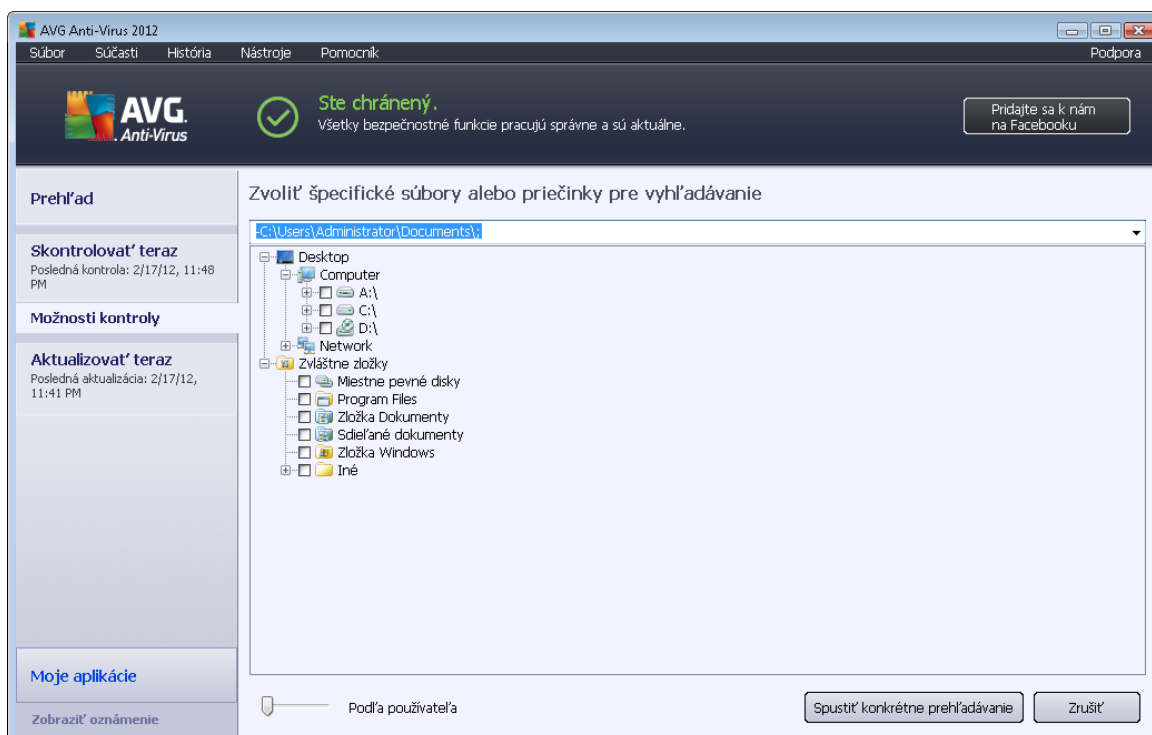 AVG Anti-Virus 2012
Súbor Súčasti História Nástroje Pomocník Podpora
AVG.
Anti-Virus
Ste chránený.
Všetky bezpečnostné funkcie pracujú správne a sú aktuálne.
Pridajte sa k nám
na Facebooku
Prehľad
Skontrolovať teraz
Posledná kontrola: 2/17/12, 11:48
PM
Možnosti kontroly
Aktualizovať teraz
Posledná aktualizácia: 2/17/12,
11:41 PM
Moje aplikácie
Zobraziť oznámenie
Zvoliť špecifické súbory alebo priečinky pre vyhľadávanie
-C:\Users\Administrator\Documents\;
Desktop
Computer
A:\
C:\
D:\
Network
Zvláštne zložky
Miestne pevné disky
Program Files
Zložka Dokumenty
Sdieľané dokumenty
Zložka Windows
Iné
Podľa používateľa
Spustiť konkrétne prehľadávanie
Zrušiť